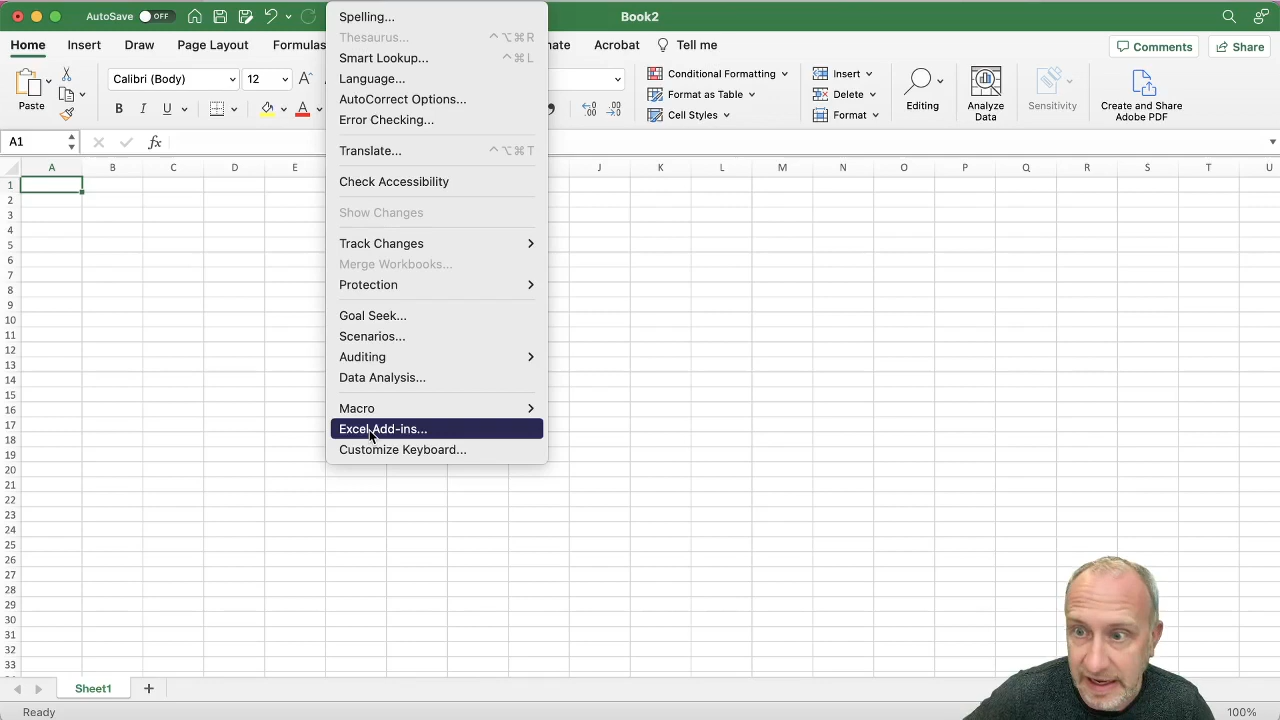 AutoSave OFF
Book2
Home Insert Draw Page Layout Formulas
mate Acrobat Tell me
Comments Share
Paste
Calibri (Body) 12
Conditional Formatting
Format as Table
Cell Styles
Insert
Delete
Format
Editing
Analyze
Data
Sensitivity
Create and Share
Adobe PDF
Spelling...
Thesaurus... ^⌥⌘R
Smart Lookup... ^⌘L
Language...
AutoCorrect Options...
Error Checking...
Translate... ^⌥⌘T
Check Accessibility
Show Changes
Track Changes
Merge Workbooks...
Protection
Goal Seek...
Scenarios...
Auditing
Data Analysis...
Macro
Excel Add-ins...
Customize Keyboard...
A1 fx
A B C D E J K L M N O P Q R S T U
1
2
3
4
5
6
7
8
9
10
11
12
13
14
15
16
17
18
19
20
21
22
23
24
25
26
27
28
29
30
31
32
33
Sheet1
Ready 100%